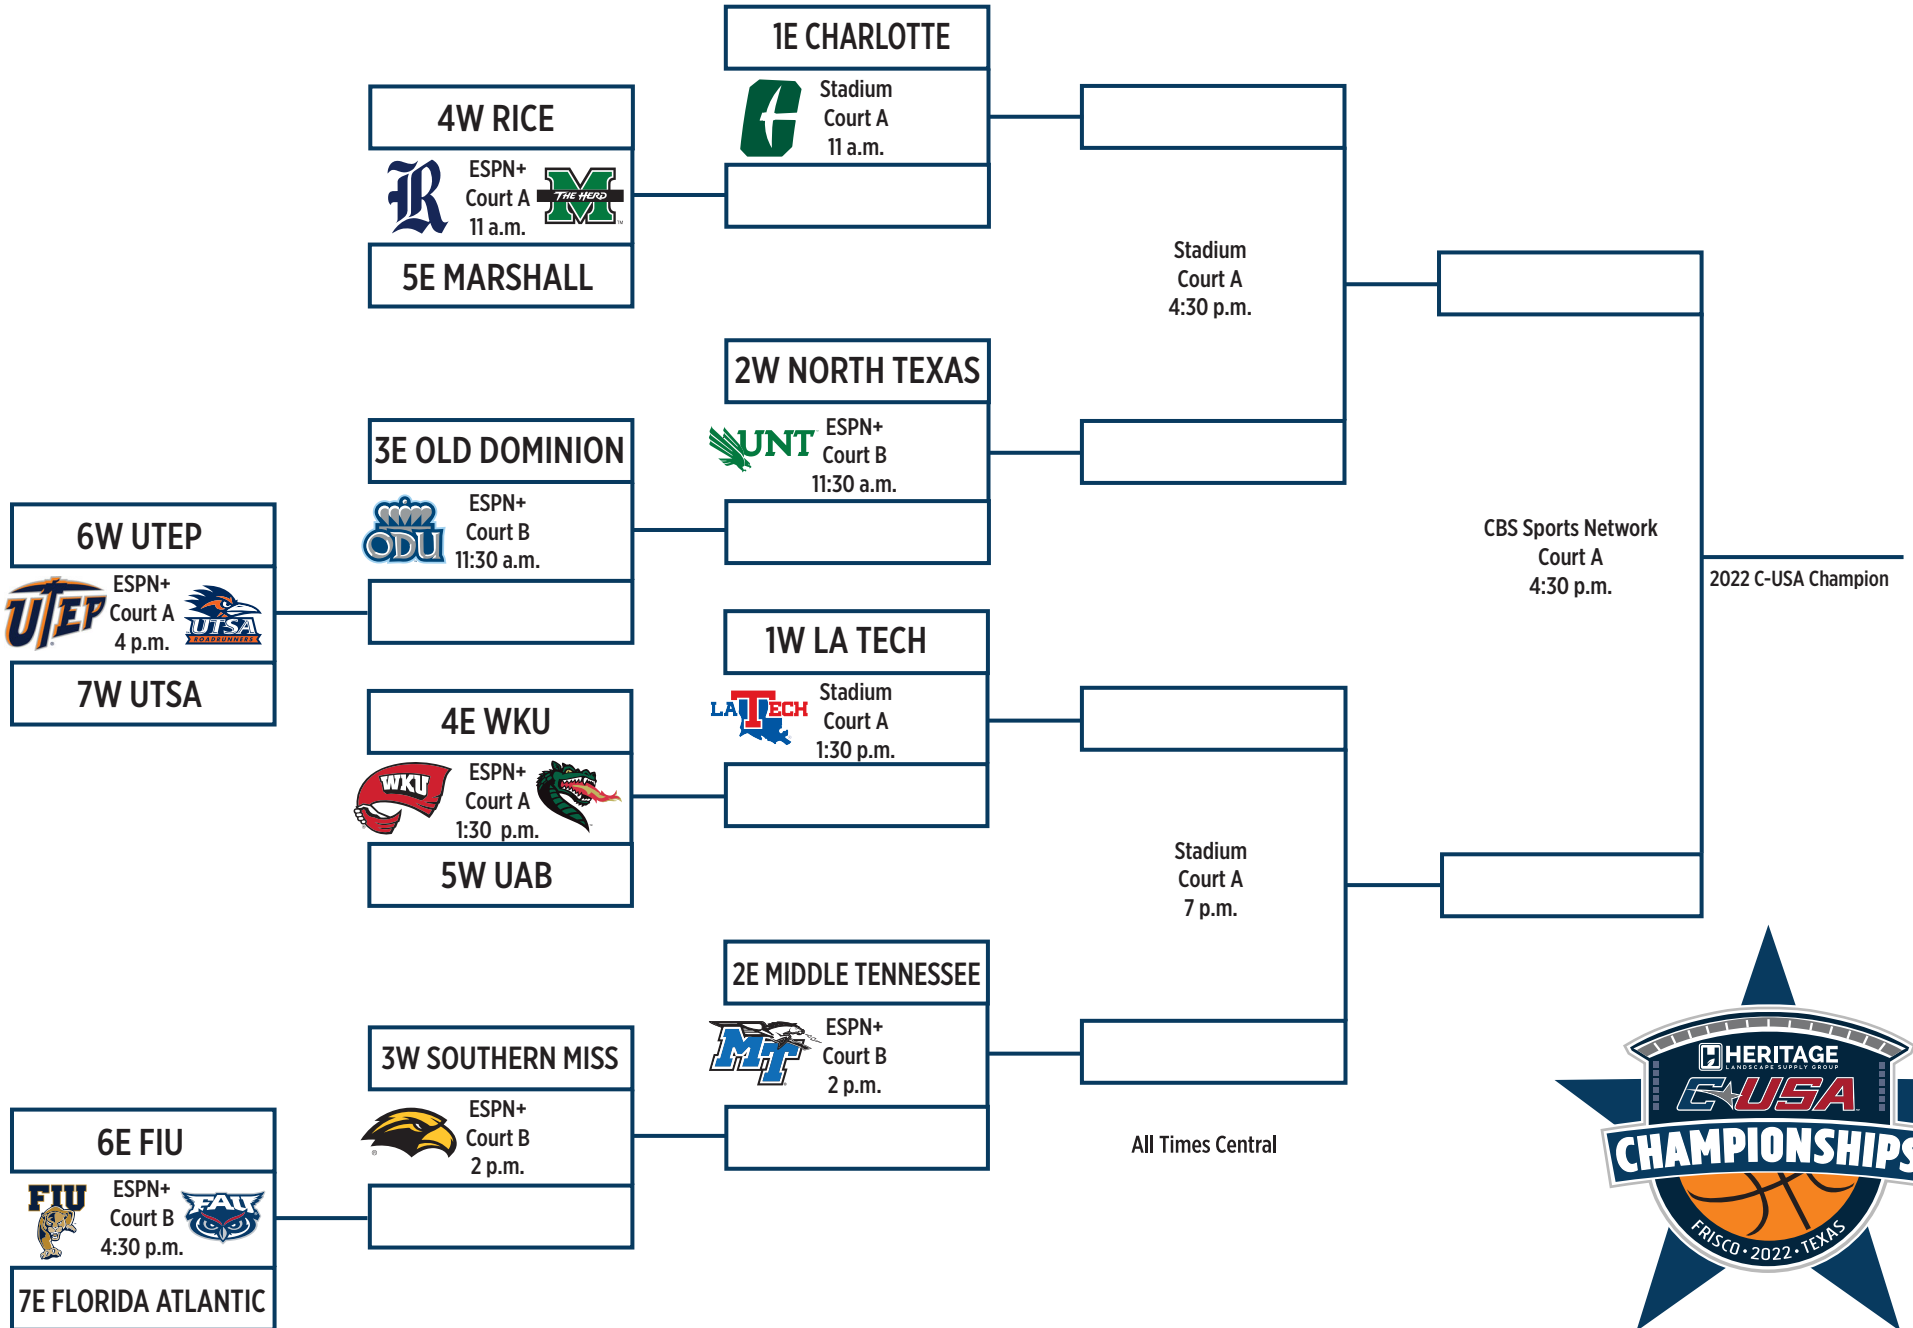 1E CHARLOTTE
Stadium
Court A
11 a.m.
4W RICE
R
ESPN+
Court A
11 a.m.
M
THE HERD
TM
5E MARSHALL
Stadium
Court A
4:30 p.m.
2W NORTH TEXAS
UNT
ESPN+
Court B
11:30 a.m.
3E OLD DOMINION
ODU
ESPN+
Court B
11:30 a.m.
6W UTEP
UTEP
ESPN+
Court A
4 p.m.
UTSA
ROADRUNNERS
7W UTSA
CBS Sports Network
Court A
4:30 p.m.
2022 C-USA Champion
1W LA TECH
LA TECH
Stadium
Court A
1:30 p.m.
4E WKU
WKU
ESPN+
Court A
1:30 p.m.
5W UAB
Stadium
Court A
7 p.m.
2E MIDDLE TENNESSEE
MT
ESPN+
Court B
2 p.m.
3W SOUTHERN MISS
ESPN+
Court B
2 p.m.
6E FIU
FIU
ESPN+
Court B
4:30 p.m.
FAU
7E FLORIDA ATLANTIC
All Times Central
HERITAGE
LANDSCAPE SUPPLY GROUP
C USA
CHAMPIONSHIPS
FRISCO • 2022 • TEXAS